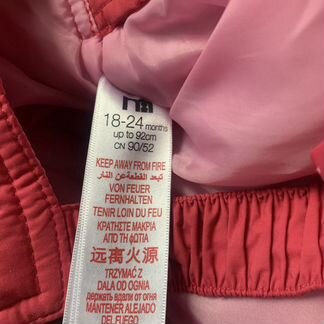 18-24 months
up to 92cm
CN 90/52
KEEP AWAY FROM FIRE
تبعد القطعة عن النار
VON FEUER
FERNHALTEN
TENIR LOIN DU FEU
ΚΡΑΤΗΣΤΕ ΜΑΚΡΙΑ
ΑΠΟ ΤΗ ΦΩΤΙΑ
远离火源
TRZYMAĆ Z
DALA OD OGNIA
держать вдали от огня
MANTENER ALEJADO
DEL FUEGO